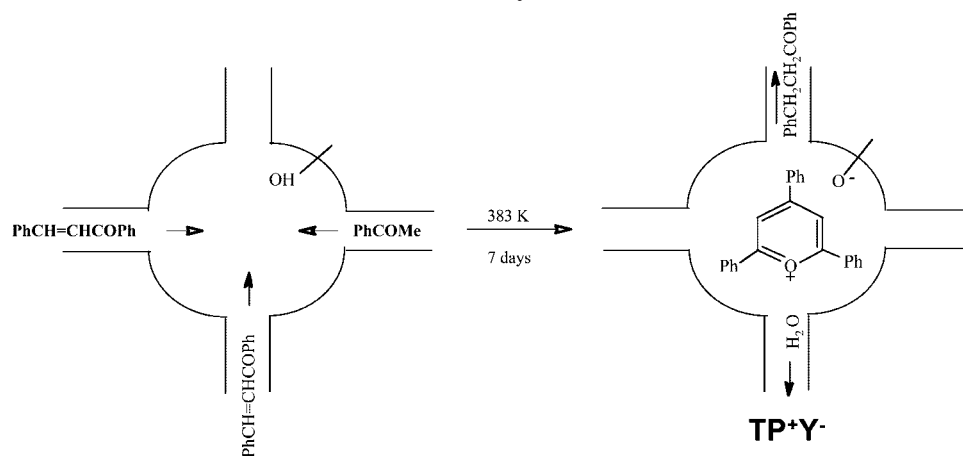 OH
PhCH=CHCOPh
PhCOMe
PhCH=CHCOPh
383 K
7 days
PhCH₂CH₂COPh
O⁻
Ph
Ph
O
+
Ph
H₂O
TP⁺Y⁻